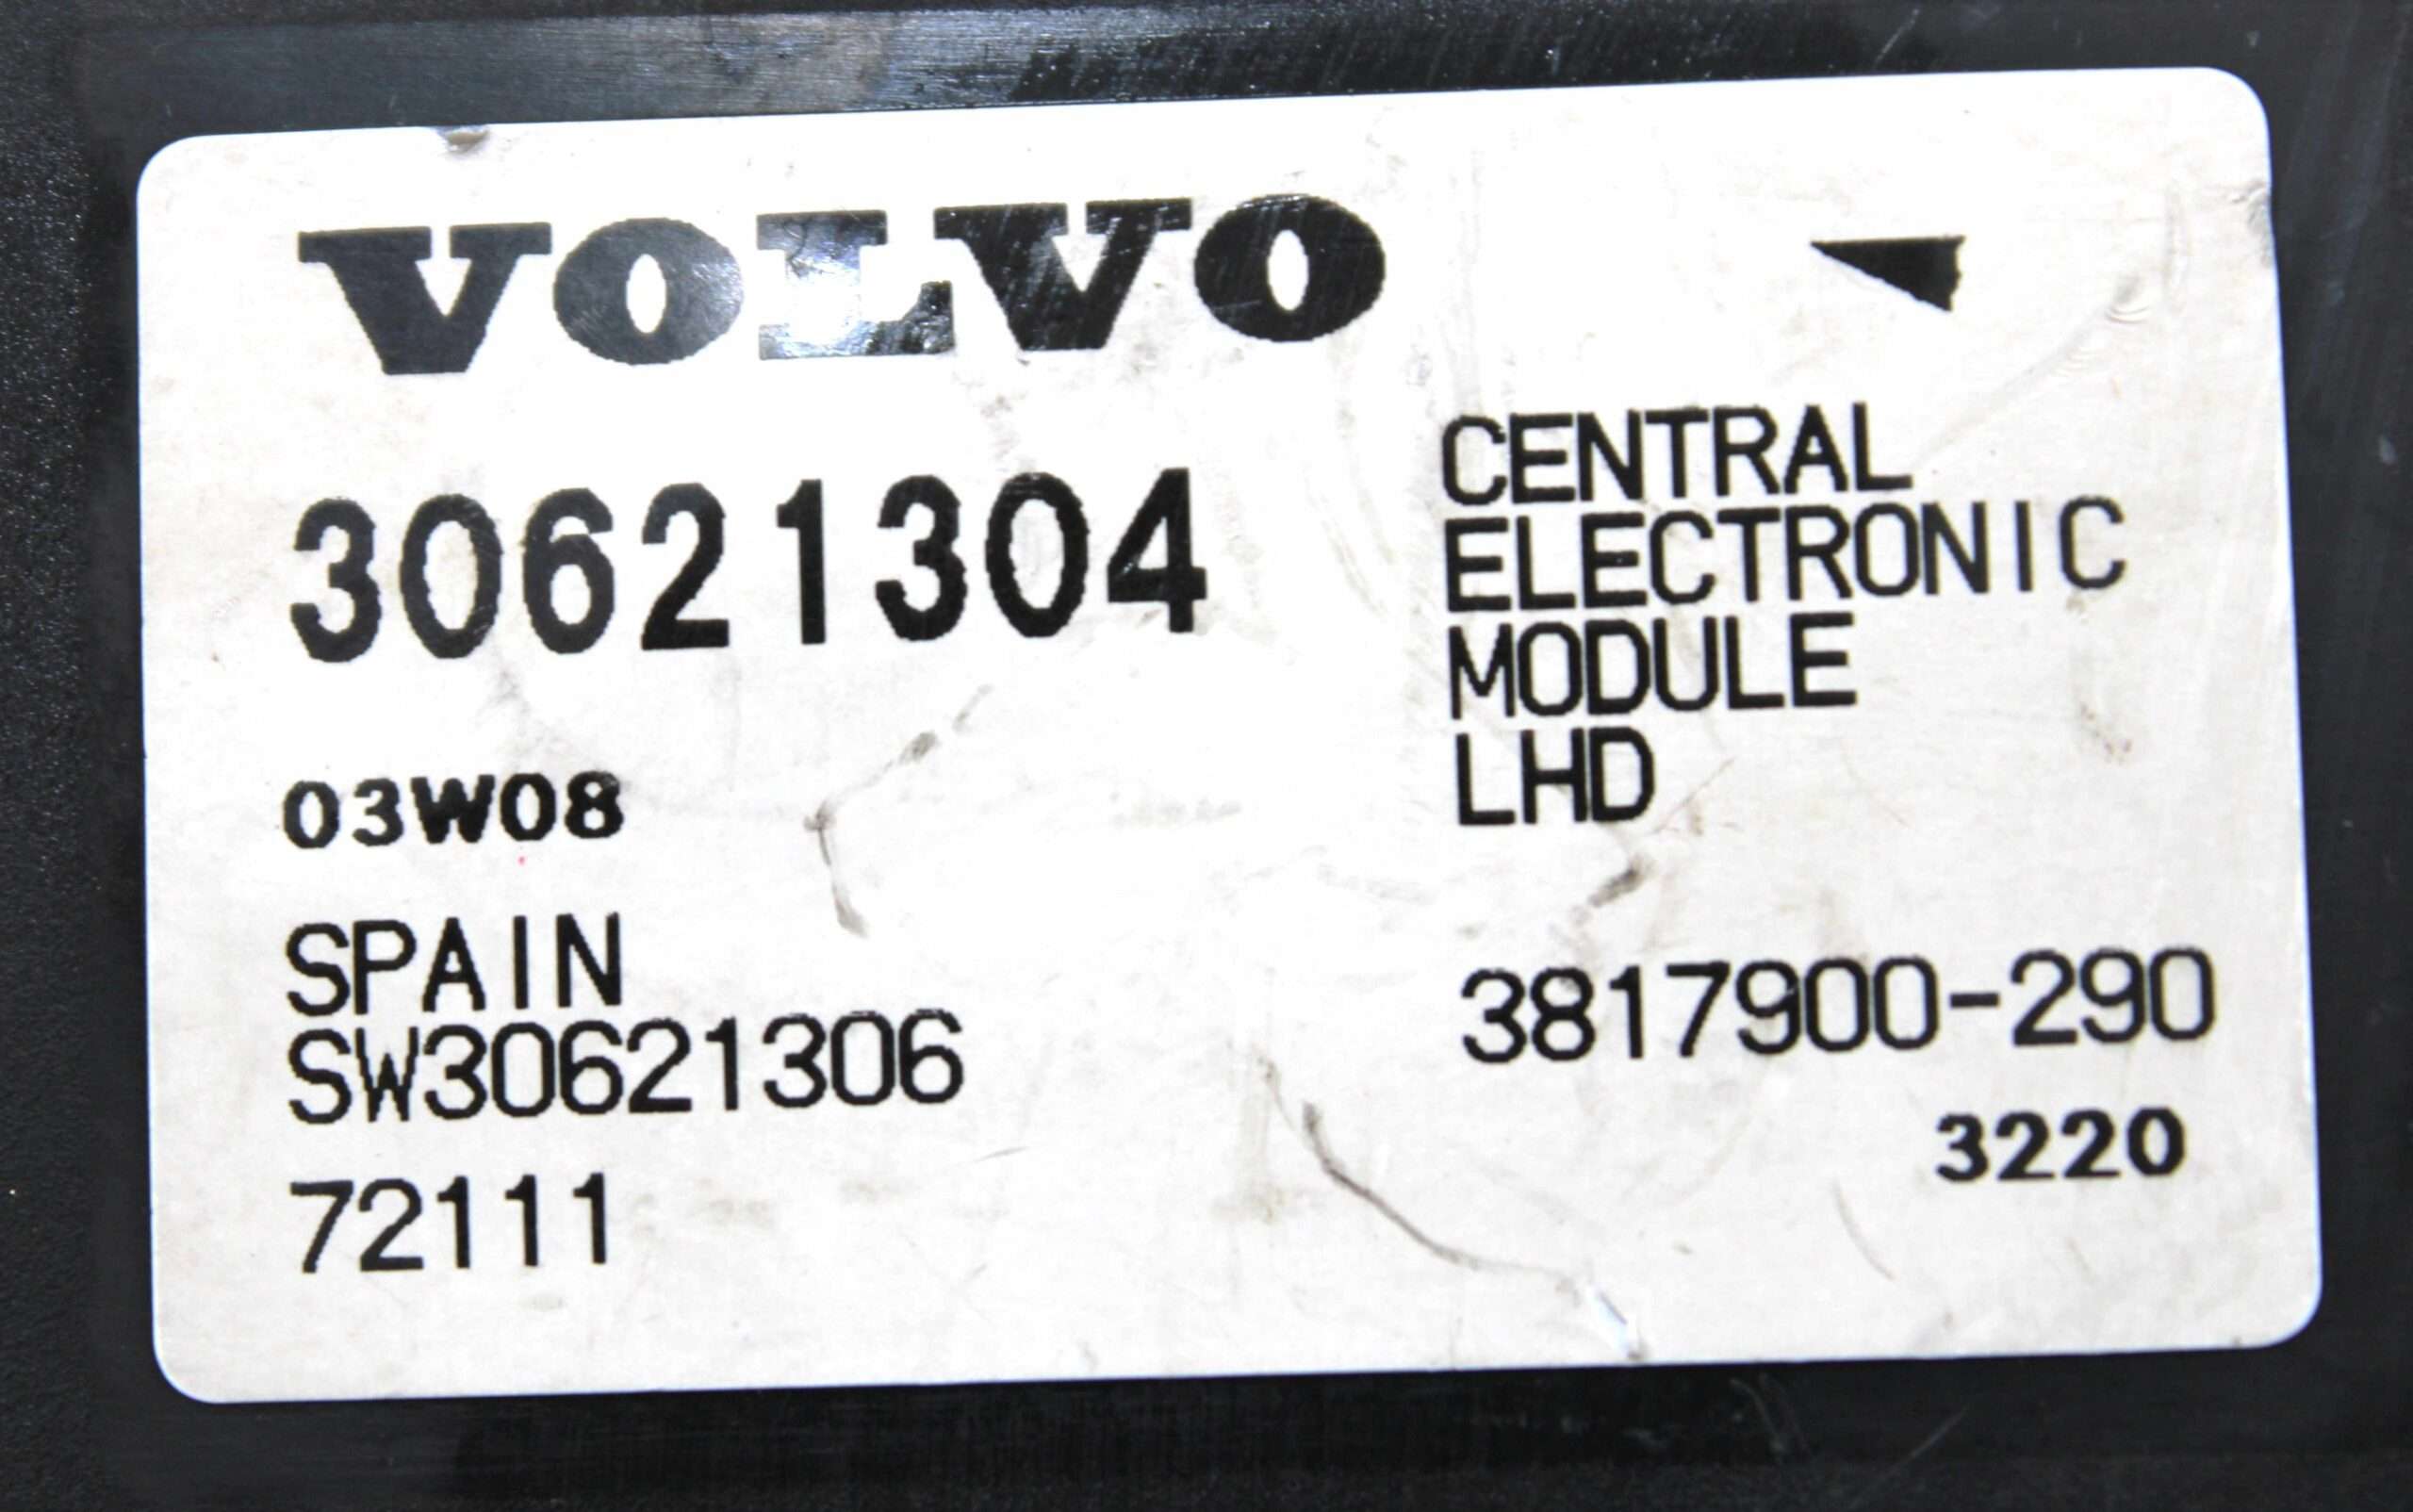 VOLVO
30621304
CENTRAL
ELECTRONIC
MODULE
LHD
03W08
SPAIN
SW30621306
3817900-290
72111
3220